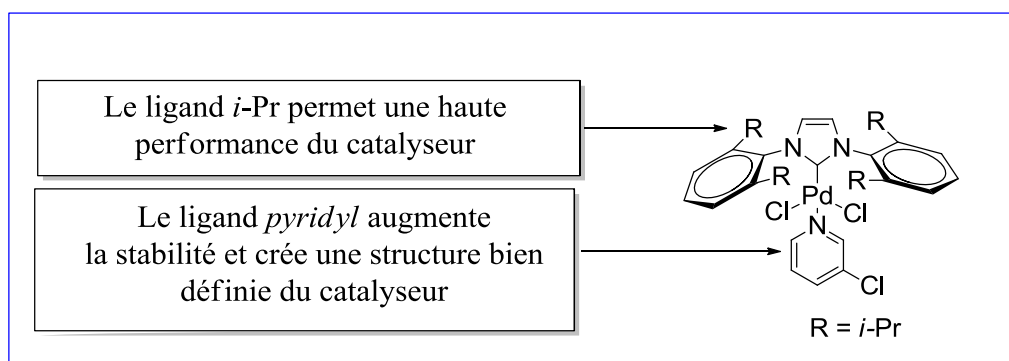 Le ligand i-Pr permet une haute
performance du catalyseur
Le ligand pyridyl augmente
la stabilité et crée une structure bien
définie du catalyseur
R
R
N
N
R
R
Pd
Cl
Cl
N
Cl
R = i-Pr